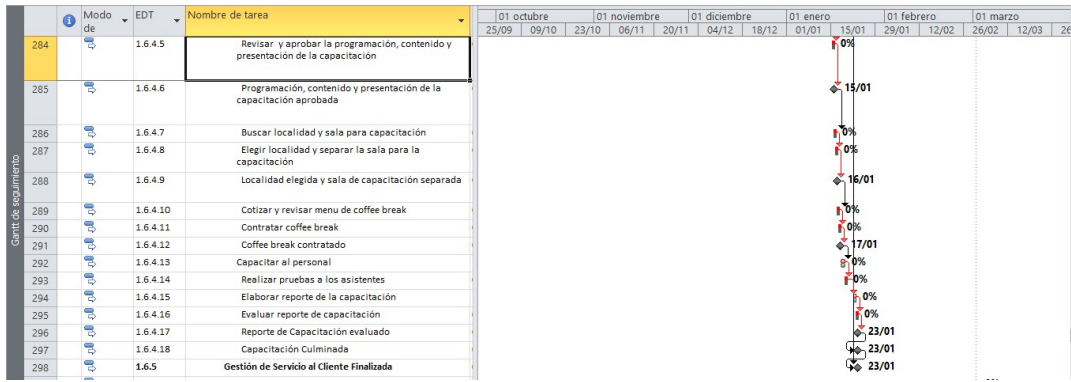 Modo de EDT Nombre de tarea
01 octubre 01 noviembre 01 diciembre 01 enero 01 febrero 01 marzo
25/09 09/10 23/10 06/11 20/11 04/12 18/12 01/01 15/01 29/01 12/02 26/02 12/03 26
Gantt de seguimiento
284 1.6.4.5 Revisar y aprobar la programación, contenido y
presentación de la capacitación
0%
285 1.6.4.6 Programación, contenido y presentación de la
capacitación aprobada
15/01
286 1.6.4.7 Buscar localidad y sala para capacitación 0%
287 1.6.4.8 Elegir localidad y separar la sala para la
capacitación
0%
288 1.6.4.9 Localidad elegida y sala de capacitación separada 16/01
289 1.6.4.10 Cotizar y revisar menu de coffee break 0%
290 1.6.4.11 Contratar coffee break 0%
291 1.6.4.12 Coffee break contratado 17/01
292 1.6.4.13 Capacitar al personal 0%
293 1.6.4.14 Realizar pruebas a los asistentes 0%
294 1.6.4.15 Elaborar reporte de la capacitación 0%
295 1.6.4.16 Evaluar reporte de capacitación 0%
296 1.6.4.17 Reporte de Capacitación evaluado 23/01
297 1.6.4.18 Capacitación Culminada 23/01
298 1.6.5 Gestión de Servicio al Cliente Finalizada 23/01